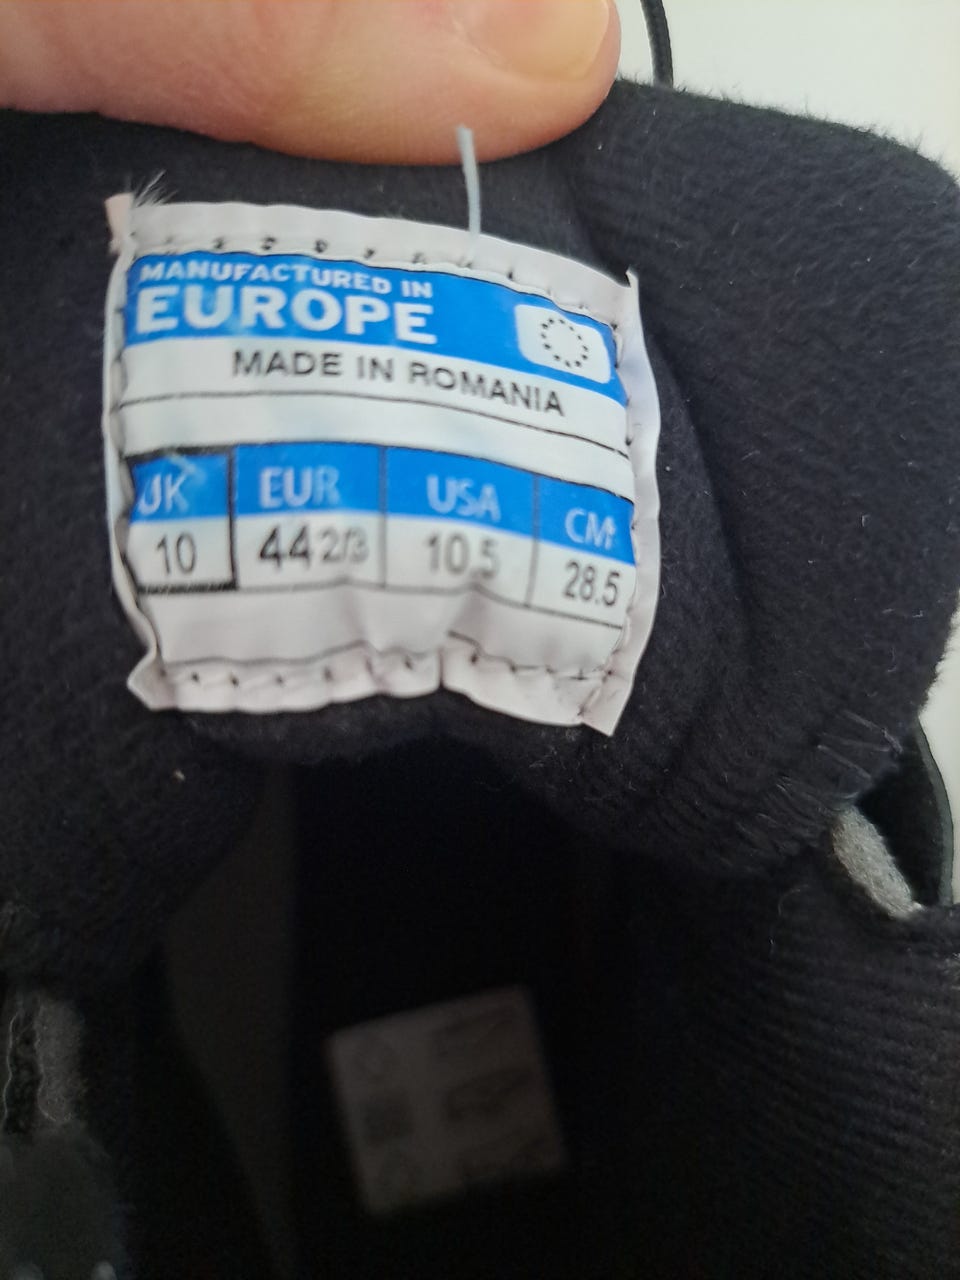 MANUFACTURED IN
EUROPE
MADE IN ROMANIA
UK EUR USA CM
10 44 2/3 10.5 28.5